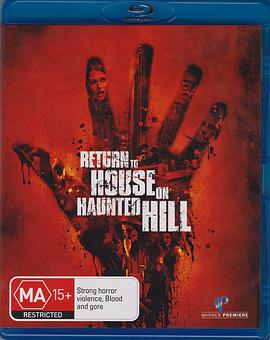 RETURN TO
HOUSE ON
HAUNTED HILL
MA 15+
RESTRICTED
Strong horror
violence, Blood
and gore
WARNER PREMIERE